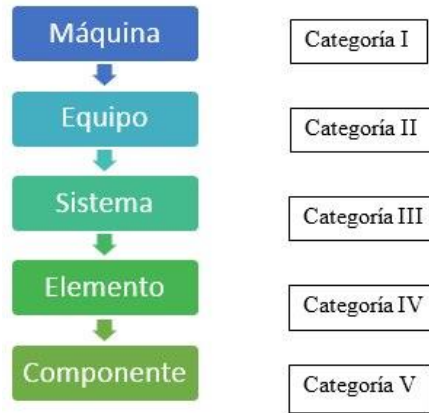 Máquina
Categoría I
Equipo
Categoría II
Sistema
Categoría III
Elemento
Categoría IV
Componente
Categoría V